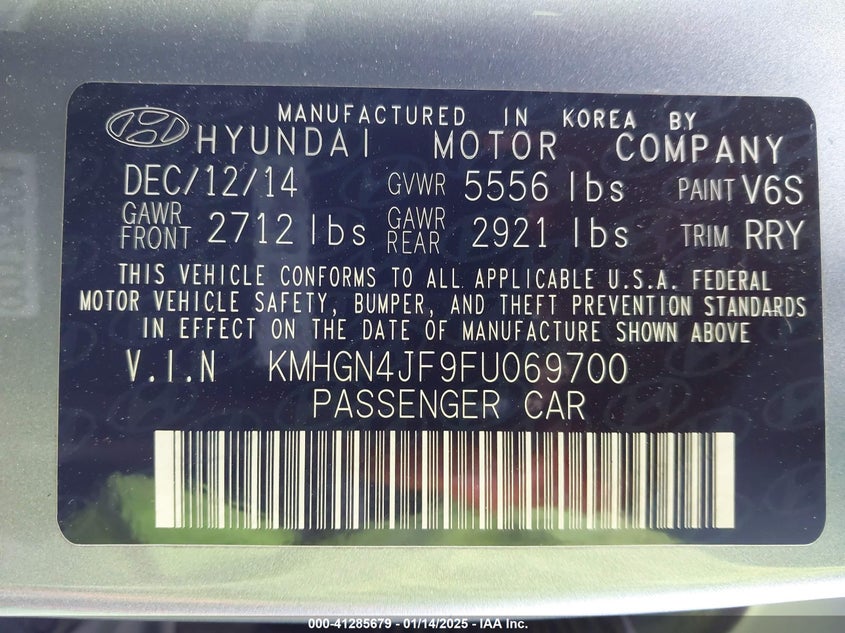 MANUFACTURED IN KOREA BY
HYUNDAI MOTOR COMPANY
DEC/12/14 GVWR 5556 lbs PAINT V6S
GAWR FRONT 2712 lbs GAWR REAR 2921 lbs TRIM RRY
THIS VEHICLE CONFORMS TO ALL APPLICABLE U.S.A. FEDERAL
MOTOR VEHICLE SAFETY, BUMPER, AND THEFT PREVENTION STANDARDS
IN EFFECT ON THE DATE OF MANUFACTURE SHOWN ABOVE
V.I.N KMHGN4JF9FU069700
PASSENGER CAR
000-41285679 - 01/14/2025 - IAA Inc.